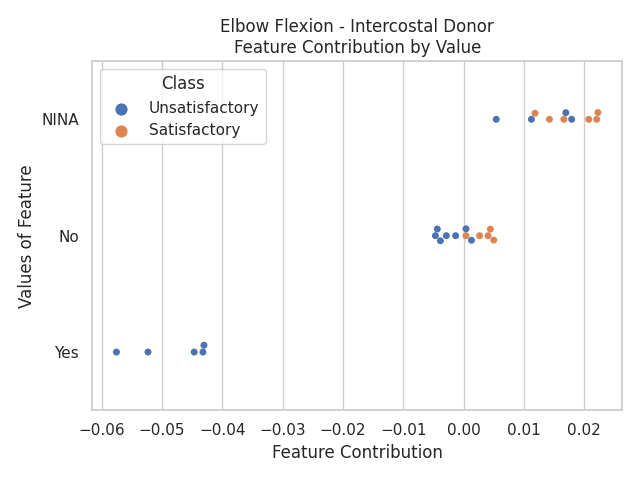 Elbow Flexion - Intercostal Donor
Feature Contribution by Value
Class
Unsatisfactory
Satisfactory
Values of Feature
NINA
No
Yes
−0.06 −0.05 −0.04 −0.03 −0.02 −0.01 0.00 0.01 0.02
Feature Contribution